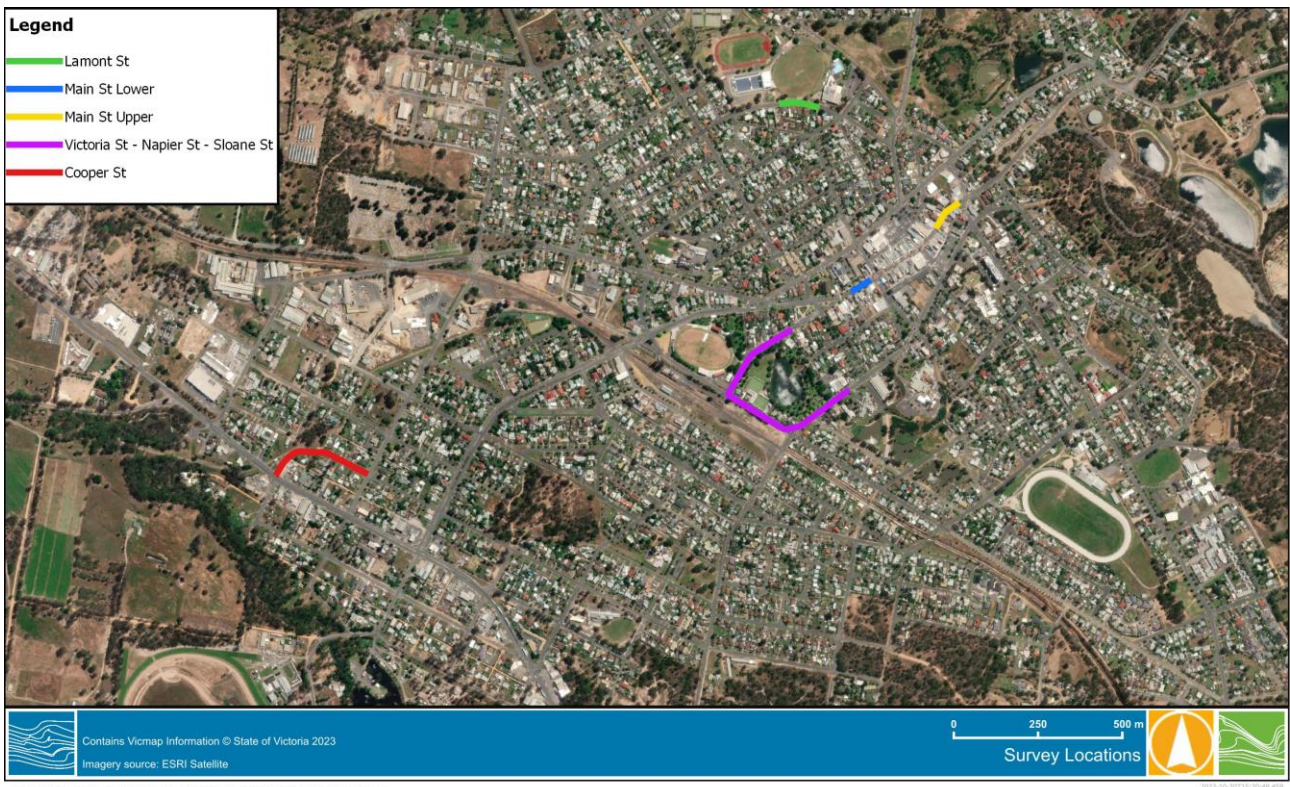 Legend
Lamont St
Main St Lower
Main St Upper
Victoria St - Napier St - Sloane St
Cooper St
0 250 500 m
Contains Vicmap Information © State of Victoria 2023
Survey Locations
Imagery source: ESRI Satellite